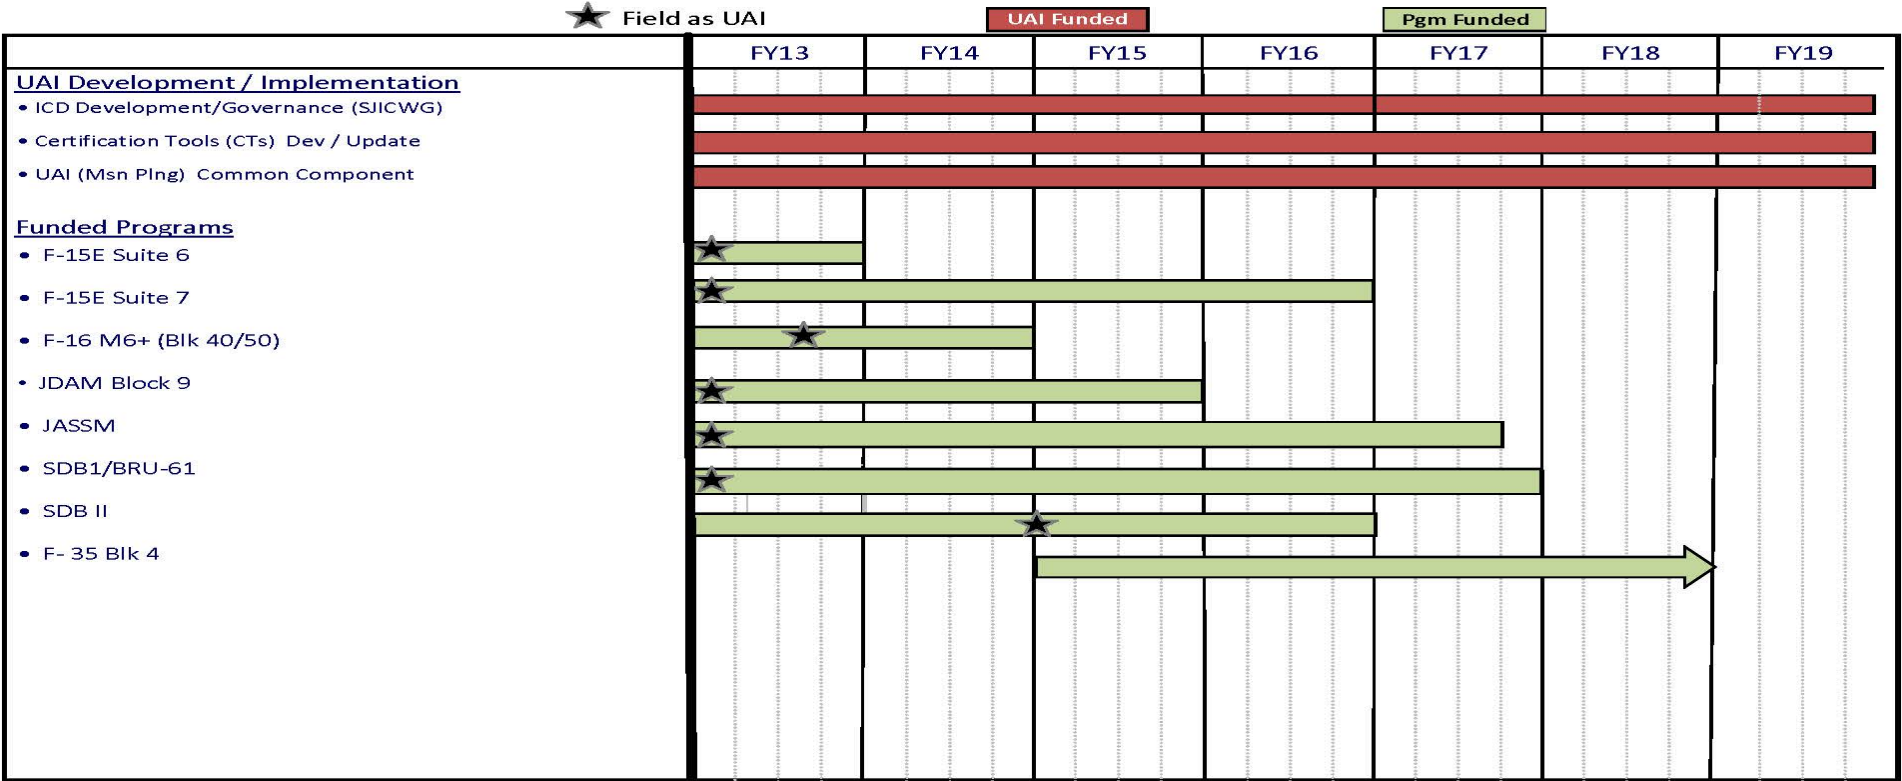 Field as UAI
UAI Funded
Pgm Funded
FY13 FY14 FY15 FY16 FY17 FY18 FY19
UAI Development / Implementation
• ICD Development/Governance (SJICWG)
• Certification Tools (CTs) Dev / Update
• UAI (Msn Plng) Common Component
Funded Programs
• F-15E Suite 6
• F-15E Suite 7
• F-16 M6+ (Blk 40/50)
• JDAM Block 9
• JASSM
• SDB1/BRU-61
• SDB II
• F- 35 Blk 4